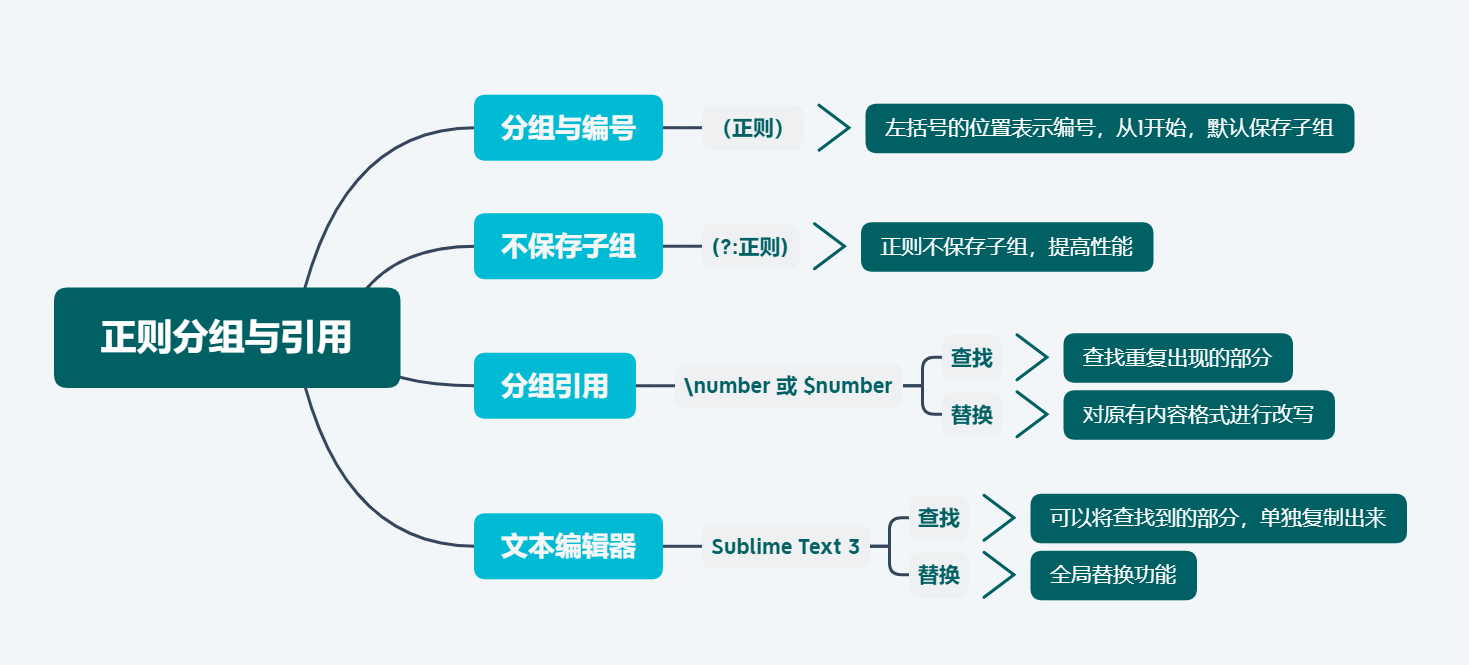 正则分组与引用
分组与编号
(正则)
左括号的位置表示编号，从1开始，默认保存子组
不保存子组
(?:正则)
正则不保存子组，提高性能
分组引用
\number 或 $number
查找
查找重复出现的部分
替换
对原有内容格式进行改写
文本编辑器
Sublime Text 3
查找
可以将查找到的部分，单独复制出来
替换
全局替换功能